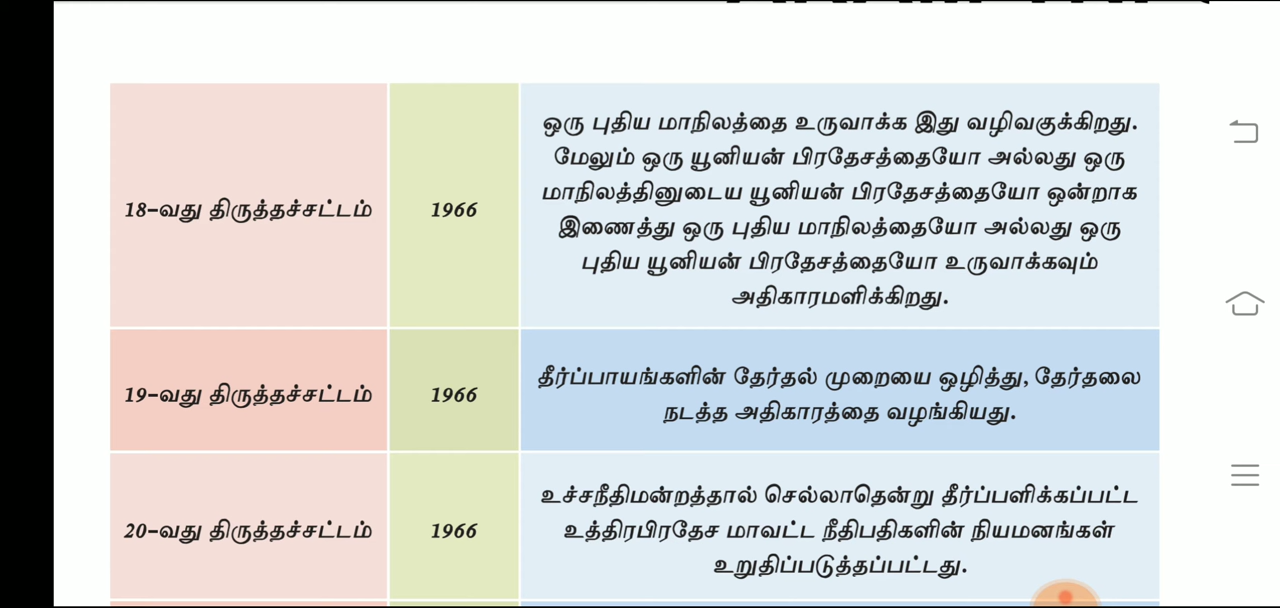 ஒரு புதிய மாநிலத்தை உருவாக்க இது வழிவகுக்கிறது.
மேலும் ஒரு யூனியன் பிரதேசத்தையோ அல்லது ஒரு
18-வது திருத்தச்சட்டம் 1966 மாநிலத்தினுடைய யூனியன் பிரதேசத்தையோ ஒன்றாக
இணைத்து ஒரு புதிய மாநிலத்தையோ அல்லது ஒரு
புதிய யூனியன் பிரதேசத்தையோ உருவாக்கவும்
அதிகாரமளிக்கிறது.
19-வது திருத்தச்சட்டம் 1966 தீர்ப்பாயங்களின் தேர்தல் முறையை ஒழித்து, தேர்தலை
நடத்த அதிகாரத்தை வழங்கியது.
உச்சநீதிமன்றத்தால் செல்லாதென்று தீர்ப்பளிக்கப்பட்ட
20-வது திருத்தச்சட்டம் 1966 உத்திரபிரதேச மாவட்ட நீதிபதிகளின் நியமனங்கள்
உறுதிப்படுத்தப்பட்டது.